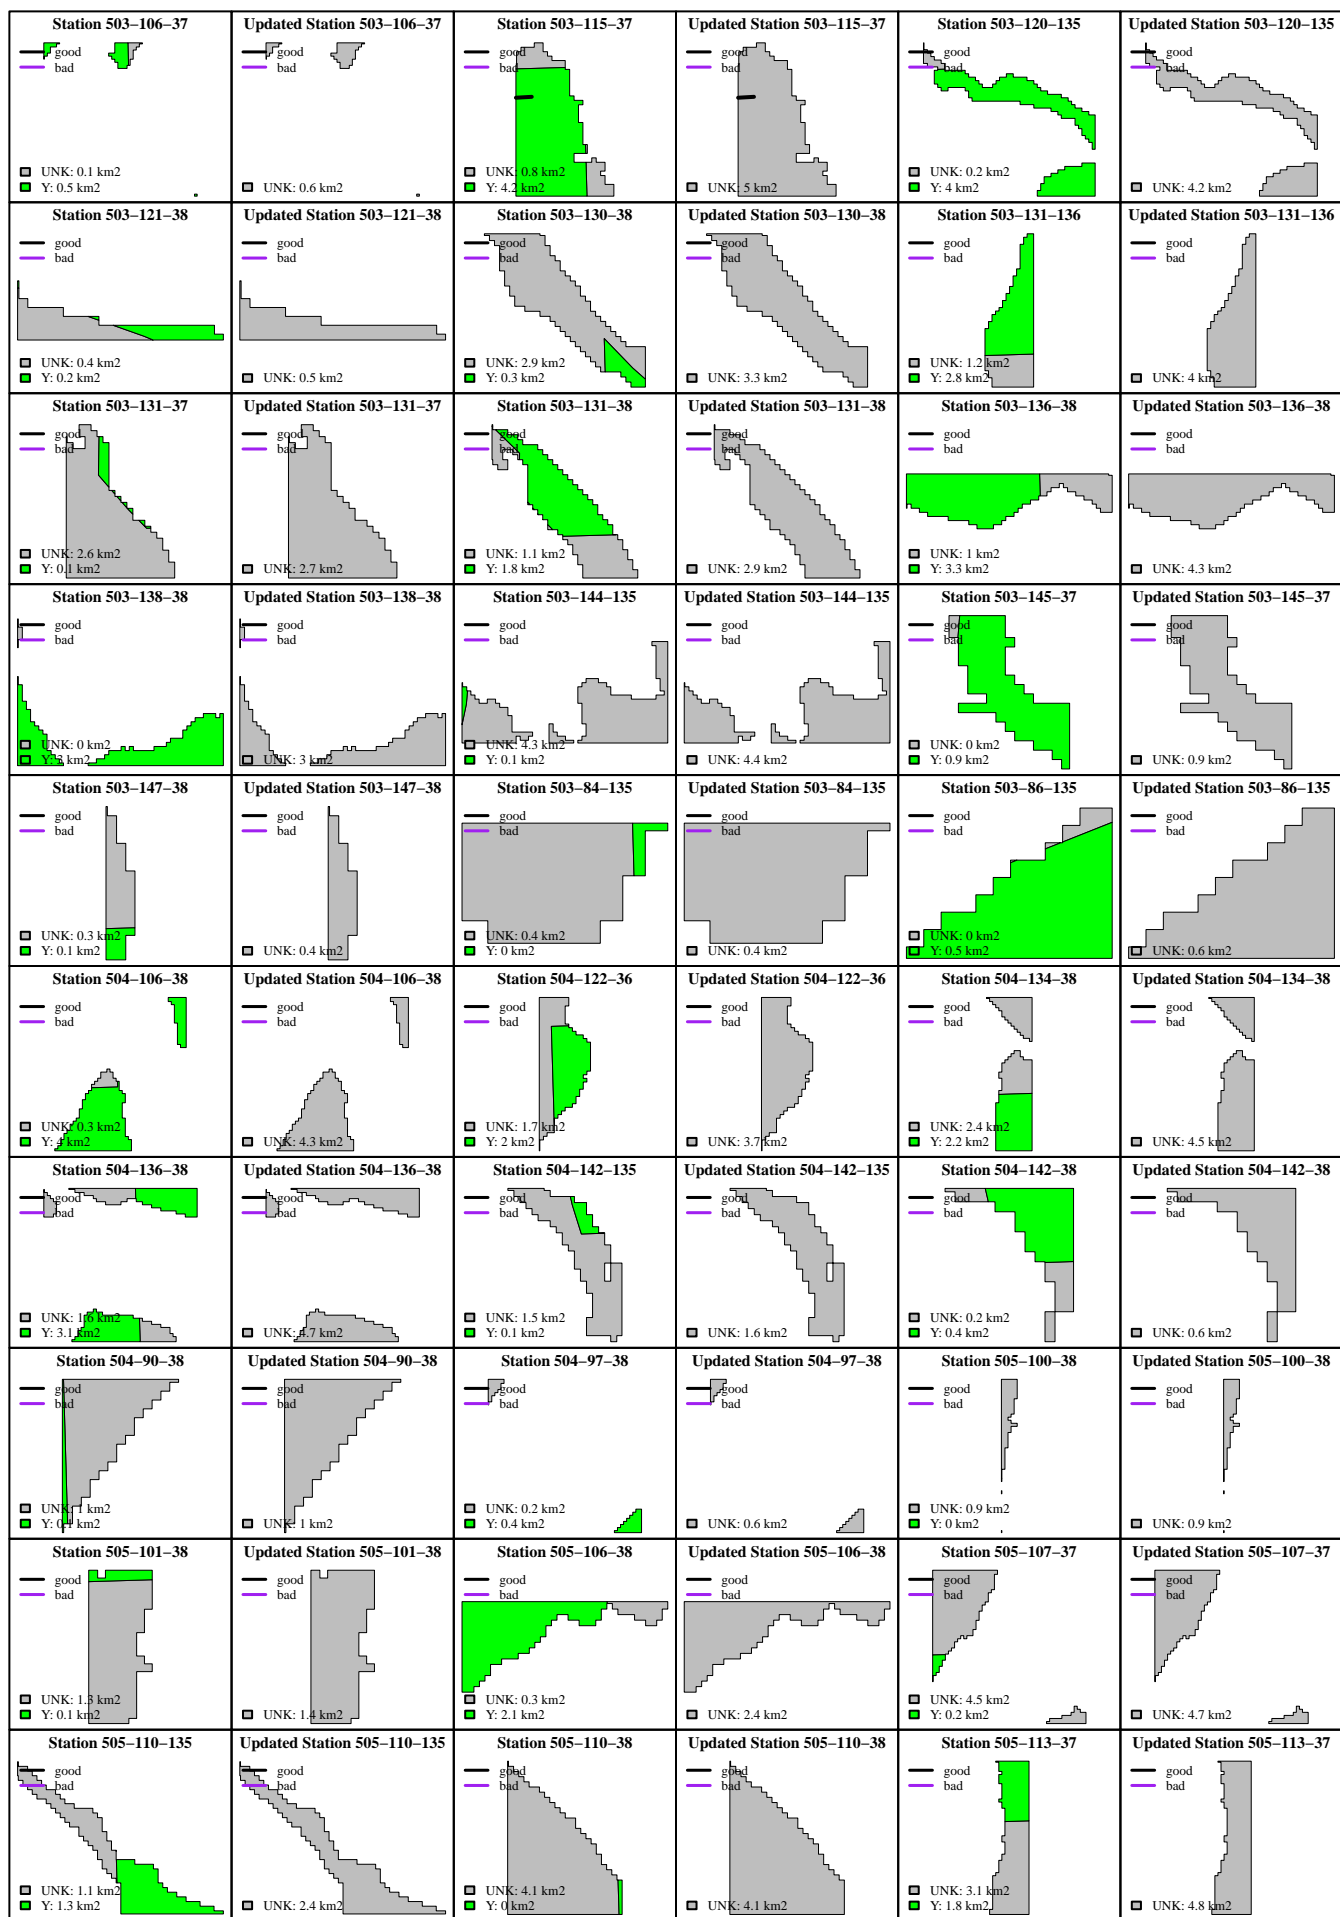 Station 503−106−37
good
bad
UNK: 0.1 km2
Y: 0.5 km2
Updated Station 503−106−37
good
bad
UNK: 0.6 km2
Station 503−115−37
good
bad
UNK: 0.8 km2
Y: 4.2 km2
Updated Station 503−115−37
good
bad
UNK: 5 km2
Station 503−120−135
good
bad
UNK: 0.2 km2
Y: 4 km2
Updated Station 503−120−135
good
bad
UNK: 4.2 km2
Station 503−121−38
good
bad
UNK: 0.4 km2
Y: 0.2 km2
Updated Station 503−121−38
good
bad
UNK: 0.5 km2
Station 503−130−38
good
bad
UNK: 2.9 km2
Y: 0.3 km2
Updated Station 503−130−38
good
bad
UNK: 3.3 km2
Station 503−131−136
good
bad
UNK: 1.2 km2
Y: 2.8 km2
Updated Station 503−131−136
good
bad
UNK: 4 km2
Station 503−131−37
good
bad
UNK: 2.6 km2
Y: 0.1 km2
Updated Station 503−131−37
good
bad
UNK: 2.7 km2
Station 503−131−38
good
bad
UNK: 1.1 km2
Y: 1.8 km2
Updated Station 503−131−38
good
bad
UNK: 2.9 km2
Station 503−136−38
good
bad
UNK: 1 km2
Y: 3.3 km2
Updated Station 503−136−38
good
bad
UNK: 4.3 km2
Station 503−138−38
good
bad
UNK: 0 km2
Y: 3 km2
Updated Station 503−138−38
good
bad
UNK: 3 km2
Station 503−144−135
good
bad
UNK: 4.3 km2
Y: 0.1 km2
Updated Station 503−144−135
good
bad
UNK: 4.4 km2
Station 503−145−37
good
bad
UNK: 0 km2
Y: 0.9 km2
Updated Station 503−145−37
good
bad
UNK: 0.9 km2
Station 503−147−38
good
bad
UNK: 0.3 km2
Y: 0.1 km2
Updated Station 503−147−38
good
bad
UNK: 0.4 km2
Station 503−84−135
good
bad
UNK: 0.4 km2
Y: 0 km2
Updated Station 503−84−135
good
bad
UNK: 0.4 km2
Station 503−86−135
good
bad
UNK: 0 km2
Y: 0.5 km2
Updated Station 503−86−135
good
bad
UNK: 0.6 km2
Station 504−106−38
good
bad
UNK: 0.3 km2
Y: 4 km2
Updated Station 504−106−38
good
bad
UNK: 4.3 km2
Station 504−122−36
good
bad
UNK: 1.7 km2
Y: 2 km2
Updated Station 504−122−36
good
bad
UNK: 3.7 km2
Station 504−134−38
good
bad
UNK: 2.4 km2
Y: 2.2 km2
Updated Station 504−134−38
good
bad
UNK: 4.5 km2
Station 504−136−38
good
bad
UNK: 1.6 km2
Y: 3.1 km2
Updated Station 504−136−38
good
bad
UNK: 4.7 km2
Station 504−142−135
good
bad
UNK: 1.5 km2
Y: 0.1 km2
Updated Station 504−142−135
good
bad
UNK: 1.6 km2
Station 504−142−38
good
bad
UNK: 0.2 km2
Y: 0.4 km2
Updated Station 504−142−38
good
bad
UNK: 0.6 km2
Station 504−90−38
good
bad
UNK: 1 km2
Y: 0.1 km2
Updated Station 504−90−38
good
bad
UNK: 1 km2
Station 504−97−38
good
bad
UNK: 0.2 km2
Y: 0.4 km2
Updated Station 504−97−38
good
bad
UNK: 0.6 km2
Station 505−100−38
good
bad
UNK: 0.9 km2
Y: 0 km2
Updated Station 505−100−38
good
bad
UNK: 0.9 km2
Station 505−101−38
good
bad
UNK: 1.3 km2
Y: 0.1 km2
Updated Station 505−101−38
good
bad
UNK: 1.4 km2
Station 505−106−38
good
bad
UNK: 0.3 km2
Y: 2.1 km2
Updated Station 505−106−38
good
bad
UNK: 2.4 km2
Station 505−107−37
good
bad
UNK: 4.5 km2
Y: 0.2 km2
Updated Station 505−107−37
good
bad
UNK: 4.7 km2
Station 505−110−135
good
bad
UNK: 1.1 km2
Y: 1.3 km2
Updated Station 505−110−135
good
bad
UNK: 2.4 km2
Station 505−110−38
good
bad
UNK: 4.1 km2
Y: 0 km2
Updated Station 505−110−38
good
bad
UNK: 4.1 km2
Station 505−113−37
good
bad
UNK: 3.1 km2
Y: 1.8 km2
Updated Station 505−113−37
good
bad
UNK: 4.8 km2